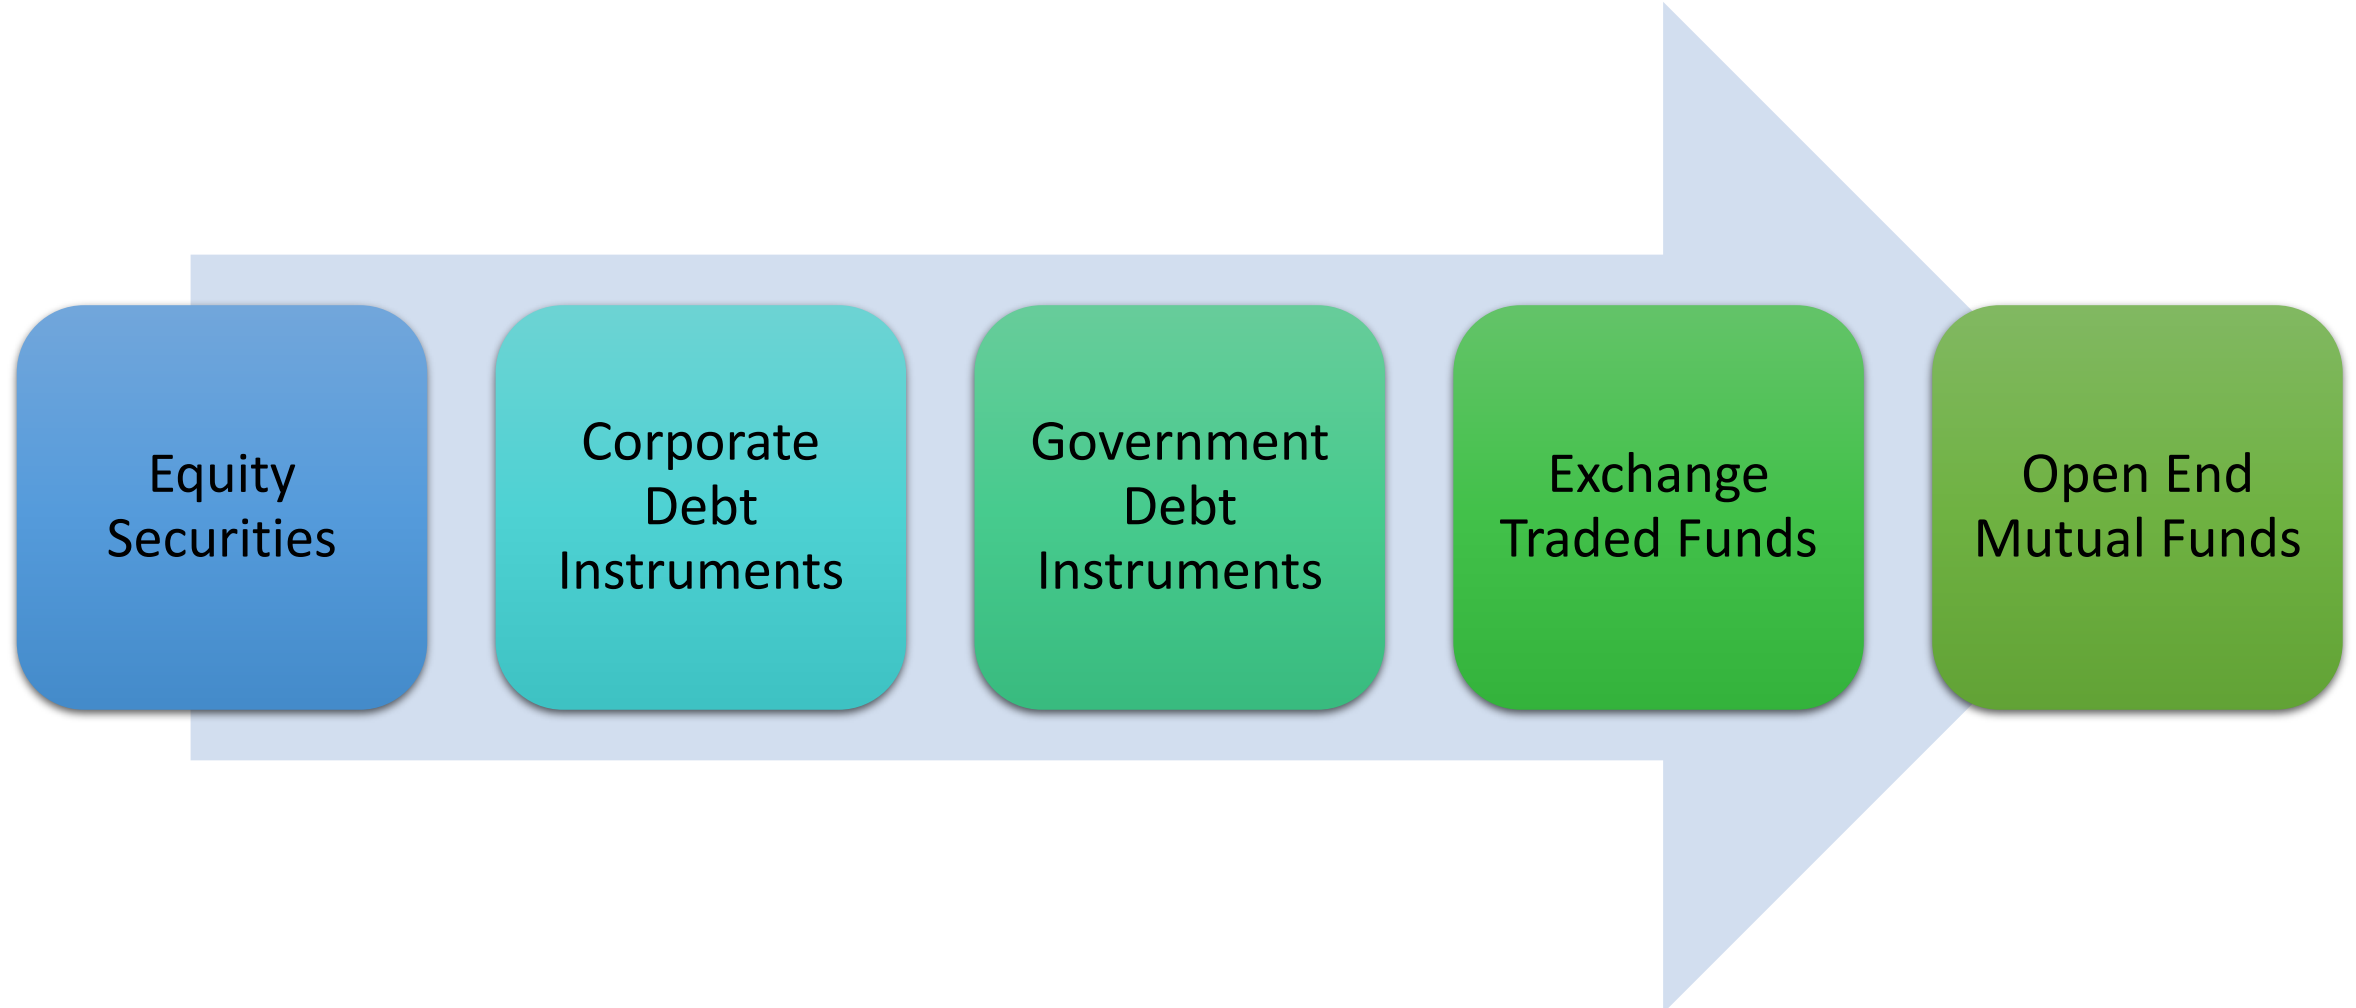 Equity
Securities
Corporate
Debt
Instruments
Government
Debt
Instruments
Exchange
Traded Funds
Open End
Mutual Funds